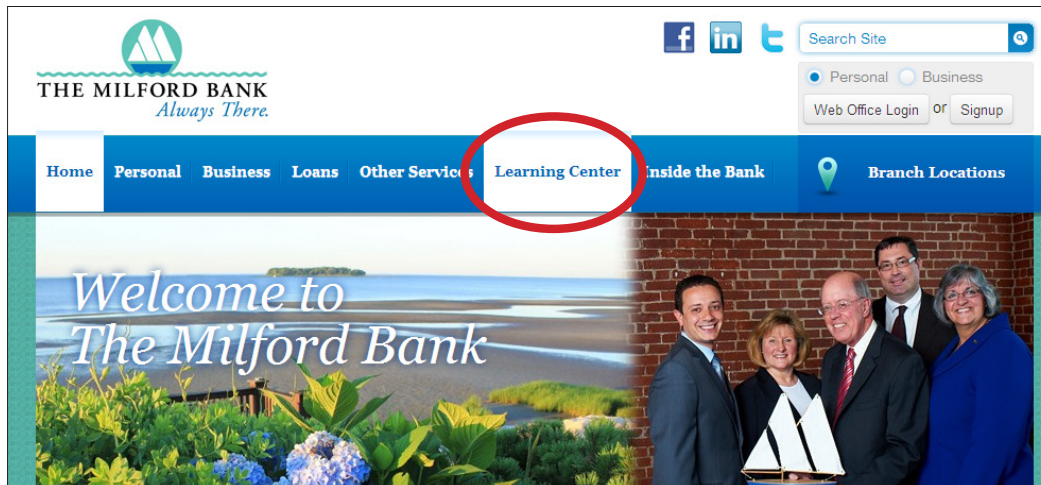 THE MILFORD BANK
Always There.
f in t
Search Site
Personal Business
Web Office Login or Signup
Home Personal Business Loans Other Services Learning Center Inside the Bank Branch Locations
Welcome to
The Milford Bank